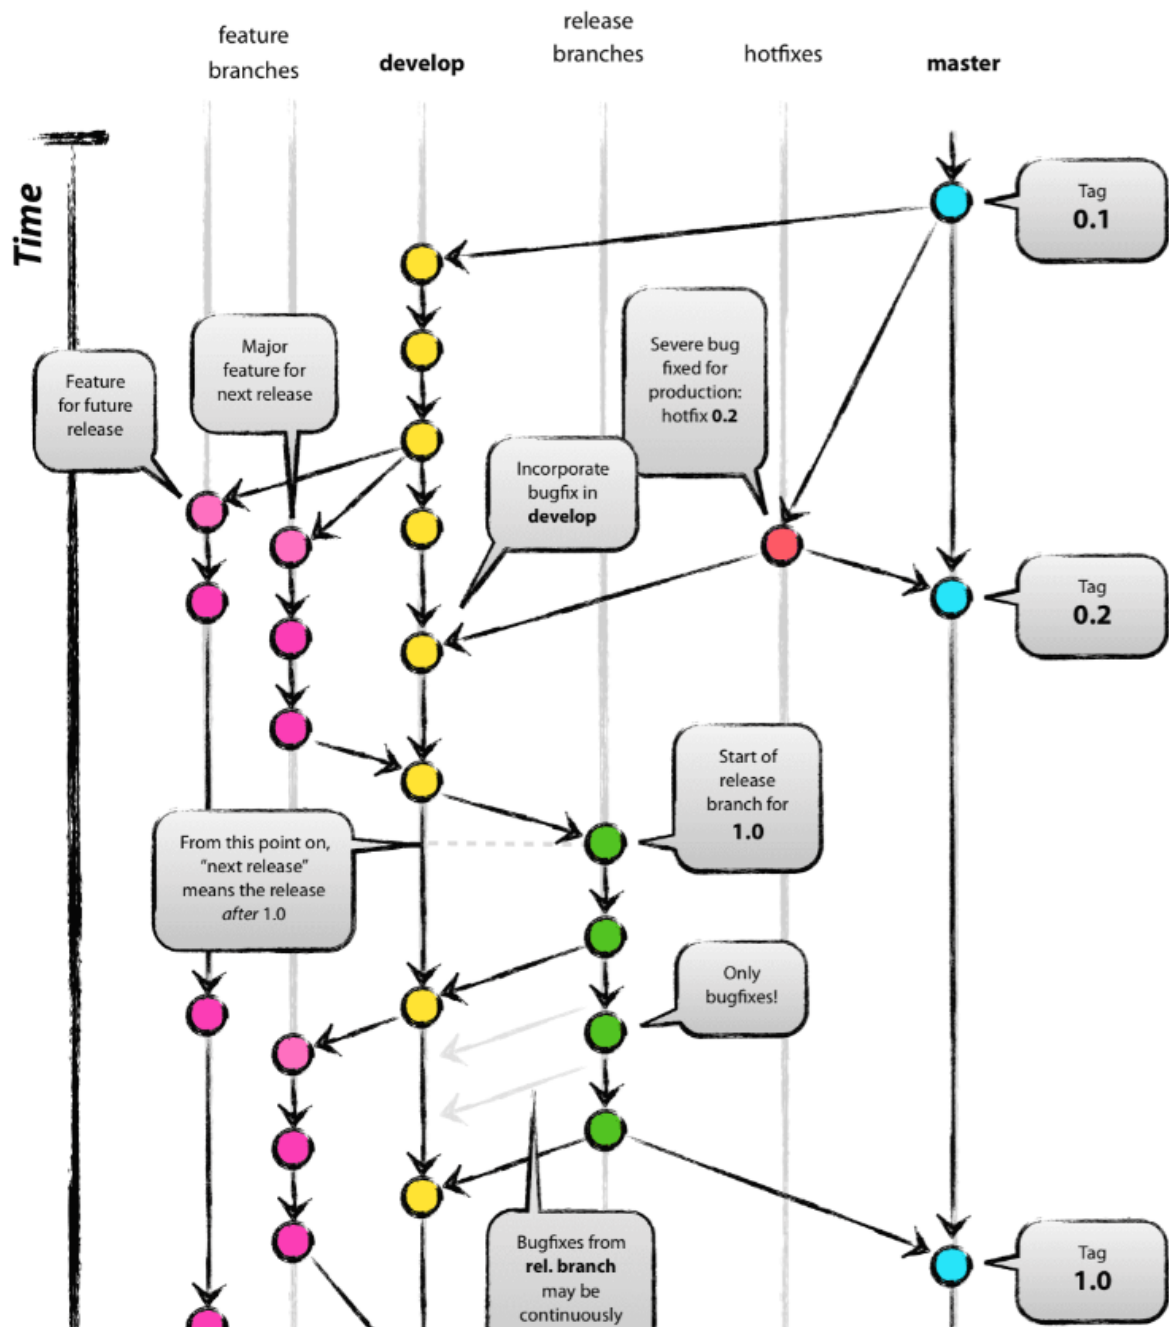 feature
branches
develop
release
branches
hotfixes
master
Time
Tag
0.1
Major
feature for
next release
Feature
for future
release
Severe bug
fixed for
production:
hotfix 0.2
Incorporate
bugfix in
develop
Tag
0.2
Start of
release
branch for
1.0
From this point on,
“next release”
means the release
after 1.0
Only
bugfixes!
Bugfixes from
rel. branch
may be
continuously
Tag
1.0